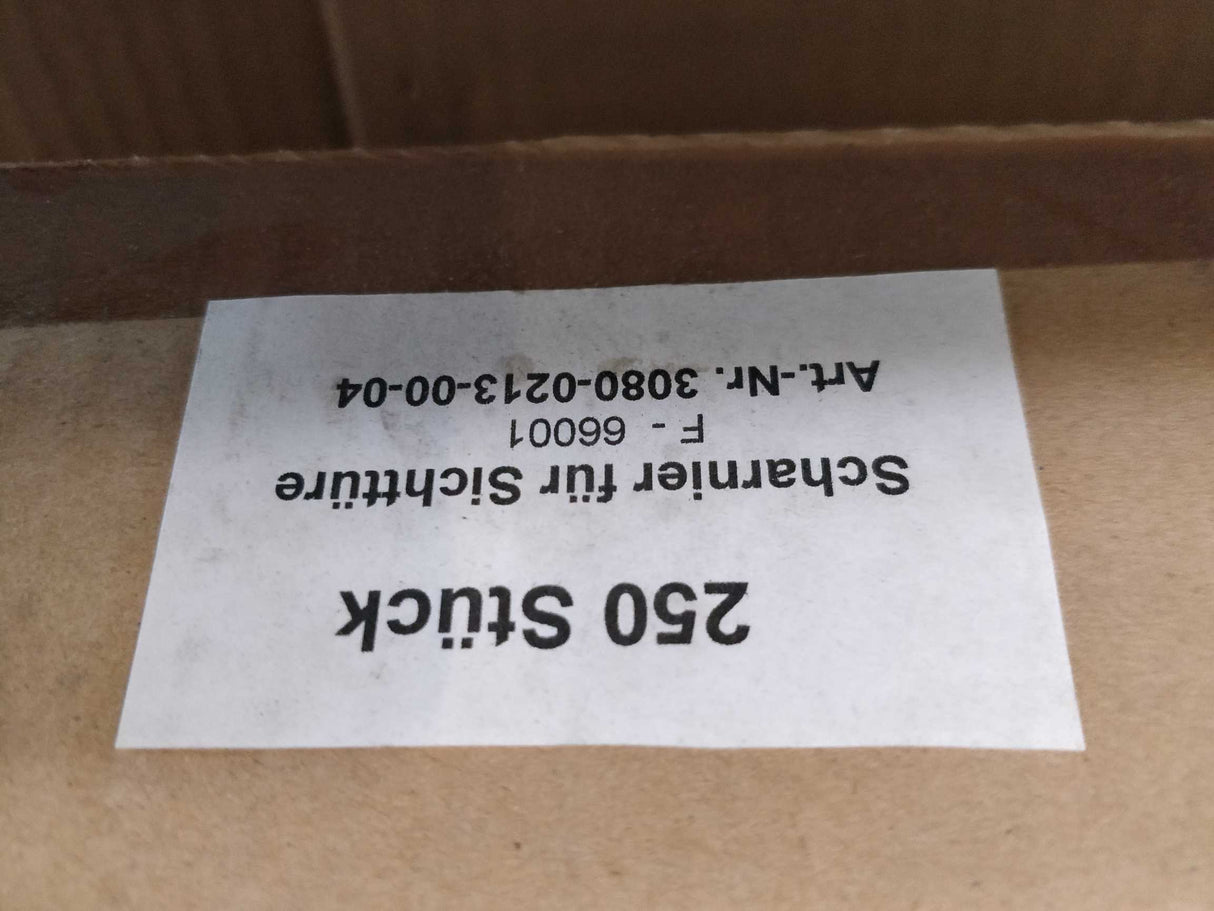 250 Stück
Scharnier für Sichttüre
F - 66001
Art.-Nr. 3080-0213-00-04